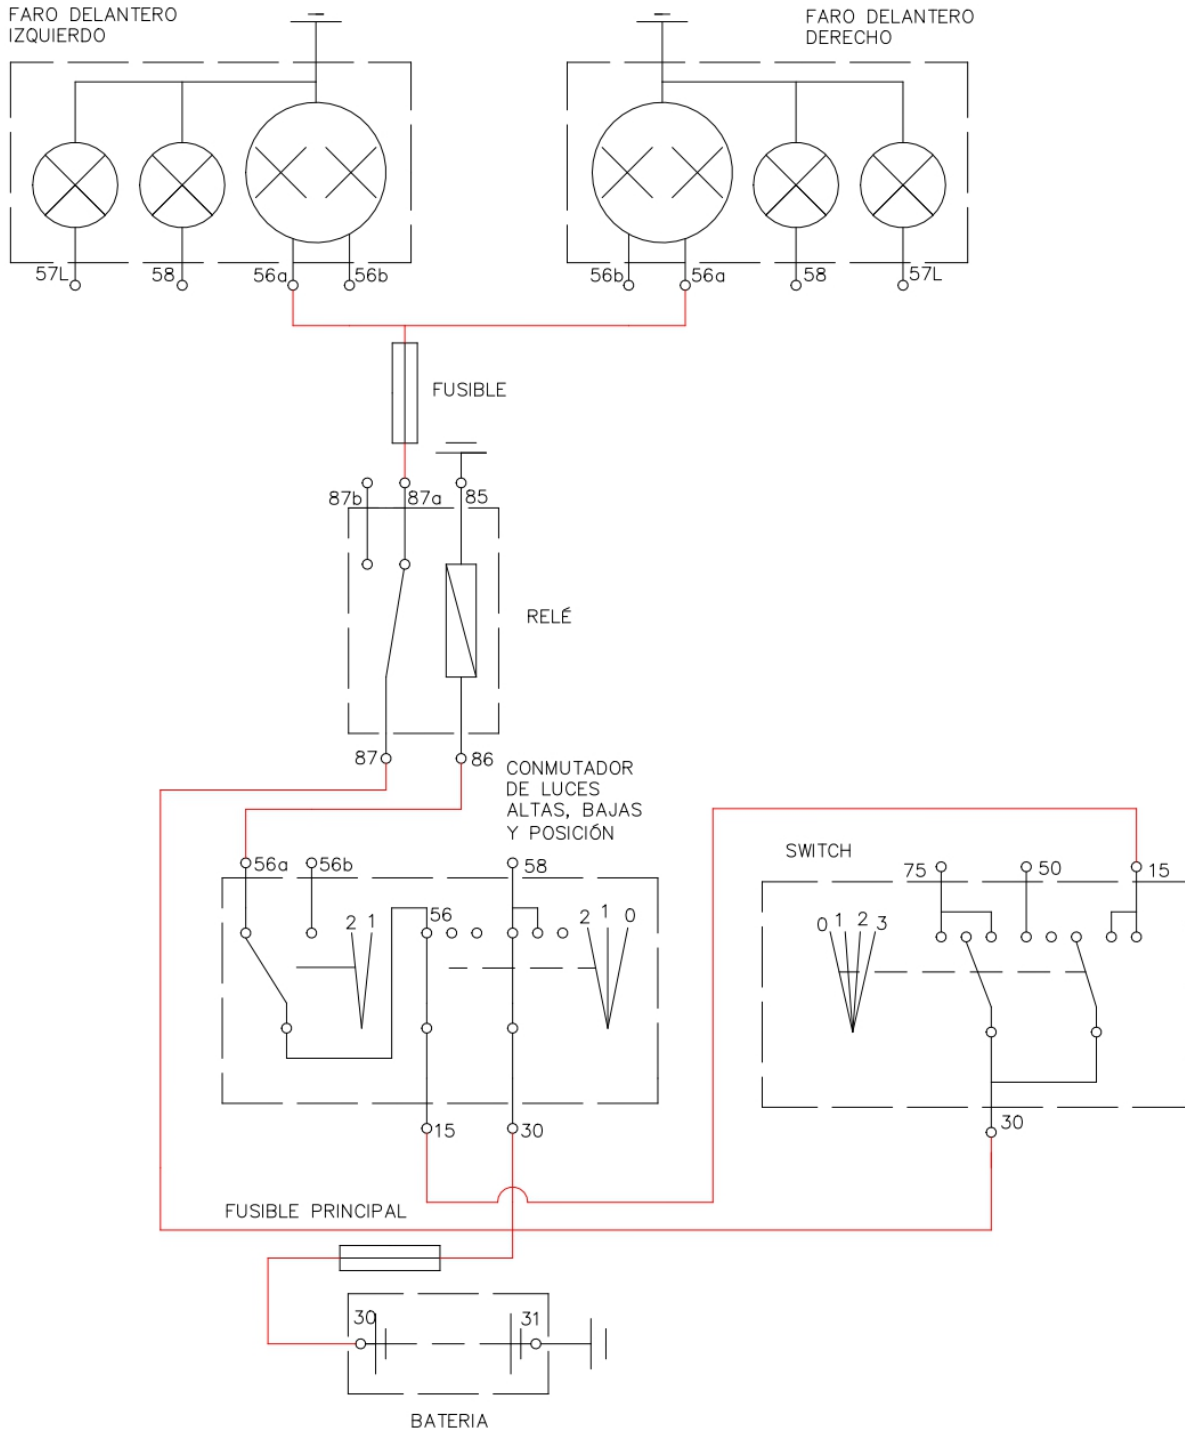 FARO DELANTERO
IZQUIERDO
FARO DELANTERO
DERECHO
57L 58 56a 56b
56b 56a 58 57L
FUSIBLE
87b 87a 85
RELÉ
87 86
CONMUTADOR
DE LUCES
ALTAS, BAJAS
Y POSICIÓN
SWITCH
56a 56b 58
75 50 15
2 1 56 2 1 0
0 1 2 3
15 30
30
FUSIBLE PRINCIPAL
30 31
BATERIA